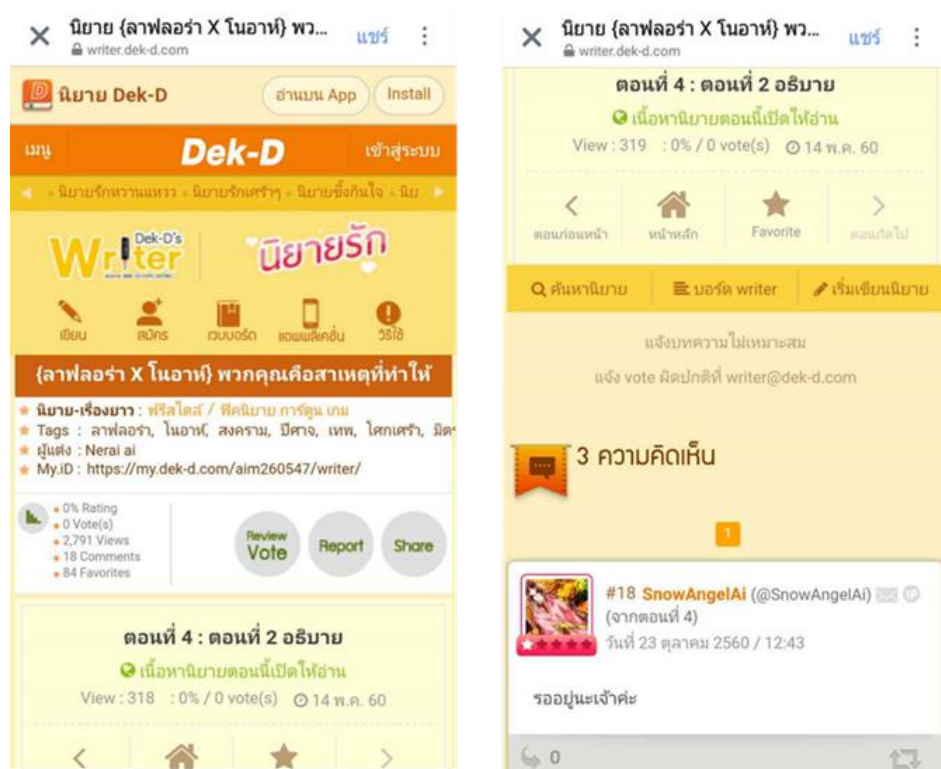 นิยาย {ลาฟลอร่า X โนอาห์} พว...
writer.dek-d.com
แชร์
นิยาย Dek-D
อ่านบน App
Install
เมนู
Dek-D
เข้าสู่ระบบ
นิยายรักหวานแหวว
นิยายรักเศร้าๆ
นิยายซึ้งกินใจ
นิย
Dek-D's
Writer
นิยายรัก
เขียน
สมัคร
เวบบอร์ด
แอพพลิเคชั่น
วิธีใช้
{ลาฟลอร่า X โนอาห์} พวกคุณคือสาเหตุที่ทำให้
นิยาย-เรื่องยาว : ฟรีสไตล์ / ฟิคนิยาย การ์ตูน เกม
Tags : ลาฟลอร่า, โนอาห์, สงคราม, ปีศาจ, เทพ, โศกเศร้า, มิตร
ผู้แต่ง : Nerai ai
My.iD : https://my.dek-d.com/aim260547/writer/
0% Rating
0 Vote(s)
2,791 Views
18 Comments
84 Favorites
Review
Vote
Report
Share
ตอนที่ 4 : ตอนที่ 2 อธิบาย
เนื้อหานิยายตอนนี้เปิดให้อ่าน
View : 318 : 0% / 0 vote(s) 14 พ.ค. 60
นิยาย {ลาฟลอร่า X โนอาห์} พว...
writer.dek-d.com
แชร์
ตอนที่ 4 : ตอนที่ 2 อธิบาย
เนื้อหานิยายตอนนี้เปิดให้อ่าน
View : 319 : 0% / 0 vote(s) 14 พ.ค. 60
ตอนก่อนหน้า
หน้าหลัก
Favorite
ตอนถัดไป
ค้นหานิยาย
บอร์ด writer
เริ่มเขียนนิยาย
แจ้งบทความไม่เหมาะสม
แจ้ง vote ผิดปกติที่ writer@dek-d.com
3 ความคิดเห็น
1
#18 SnowAngelAi (@SnowAngelAi)
(จากตอนที่ 4)
วันที่ 23 ตุลาคม 2560 / 12:43
รออยู่นะเจ้าค่ะ
0